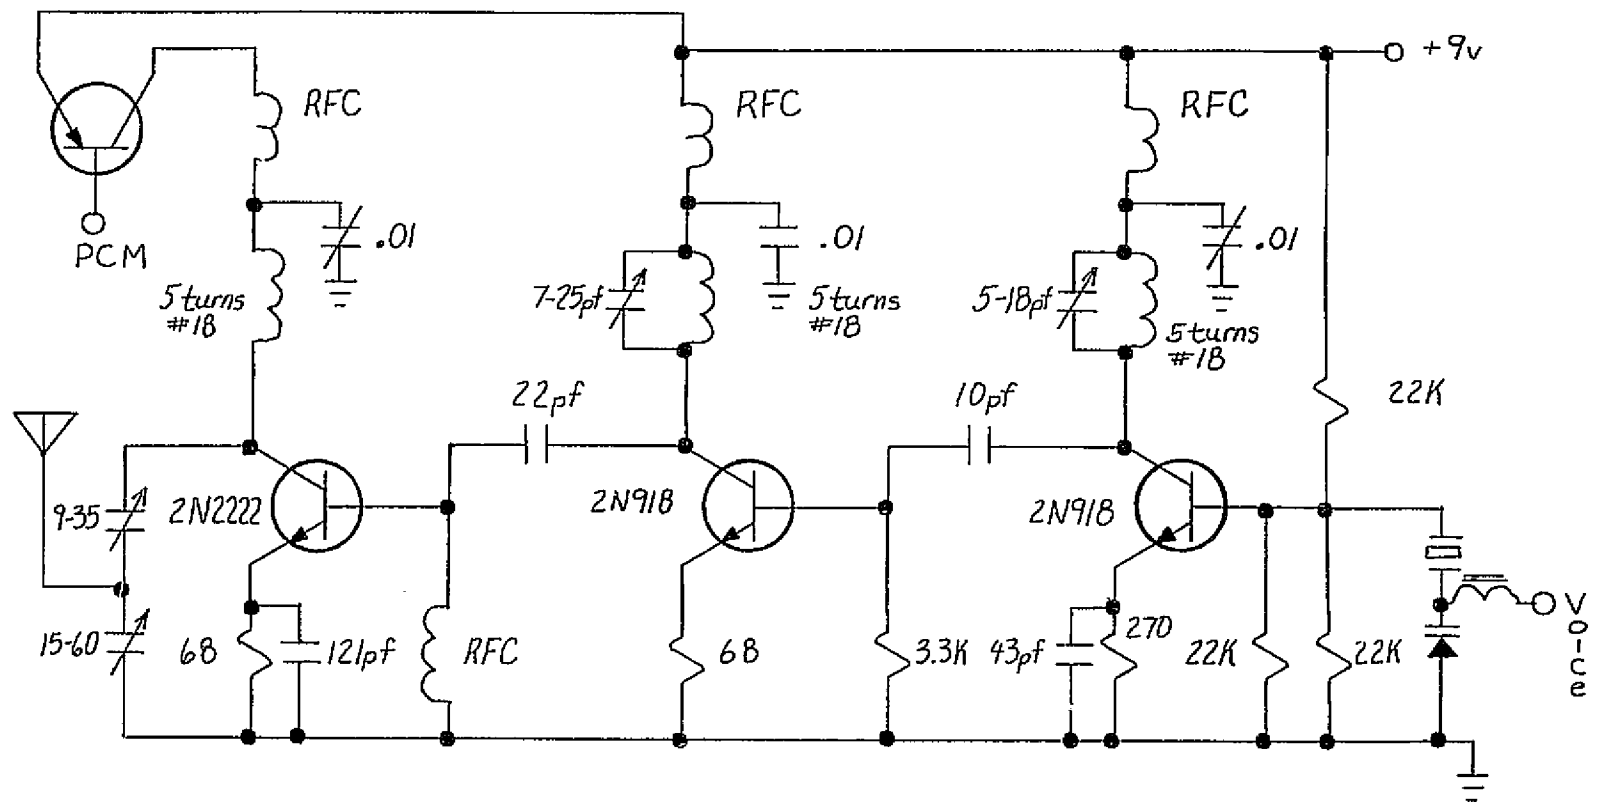 +9v
RFC
RFC
RFC
PCM
.01
.01
.01
5 turns
#18
7-25pf
5 turns
#18
5-18pf
5 turns
#18
22pf
10pf
22K
9-35
2N2222
2N918
2N918
15-60
68
121pf
RFC
68
3.3K
43pf
270
22K
22K
Voice